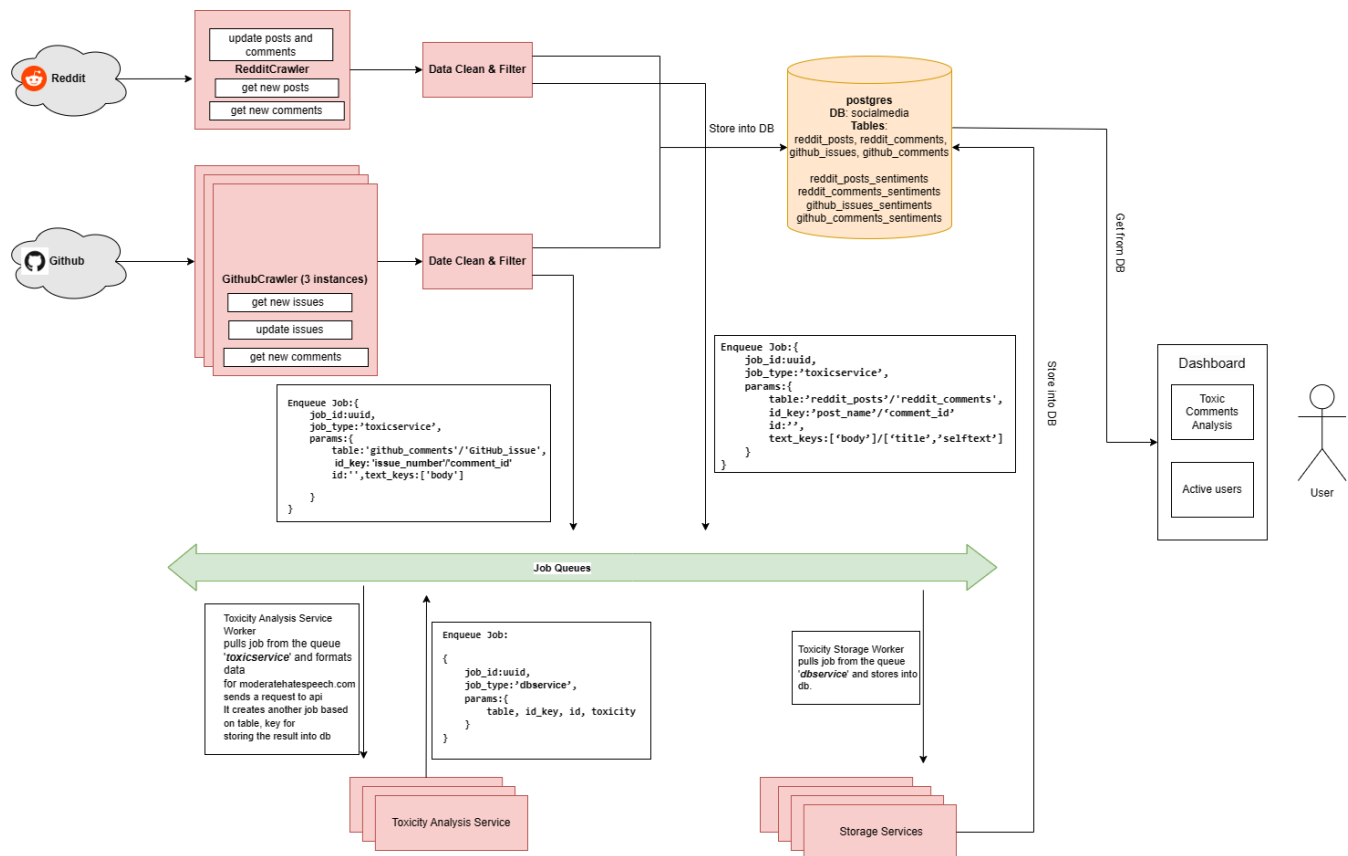 update posts and
comments
RedditCrawler
get new posts
get new comments
Reddit
Data Clean & Filter
Store into DB
postgres
DB: socialmedia
Tables:
reddit_posts, reddit_comments,
github_issues, github_comments
reddit_posts_sentiments
reddit_comments_sentiments
github_issues_sentiments
github_comments_sentiments
Get from DB
Github
GithubCrawler (3 instances)
get new issues
update issues
get new comments
Date Clean & Filter
Enqueue Job:{
job_id:uuid,
job_type:’toxicservice’,
params:{
table:’reddit_posts’/'reddit_comments',
id_key:’post_name’/‘comment_id’
id:’’,
text_keys:[‘body’]/[‘title’,’selftext’]
}
}
Store into DB
Dashboard
Toxic
Comments
Analysis
Active users
User
Enqueue Job:{
job_id:uuid,
job_type:’toxicservice’,
params:{
table:'github_comments'/'GitHub_issue',
id_key:'issue_number'/'comment_id'
id:'',text_keys:['body']
}
}
Job Queues
Toxicity Analysis Service
Worker
pulls job from the queue
'toxicservice' and formats
data
for moderatehatespeech.com
sends a request to api
It creates another job based
on table, key for
storing the result into db
Enqueue Job:
{
job_id:uuid,
job_type:’dbservice’,
params:{
table, id_key, id, toxicity
}
}
Toxicity Storage Worker
pulls job from the queue
'dbservice' and stores into
db.
Toxicity Analysis Service
Storage Services